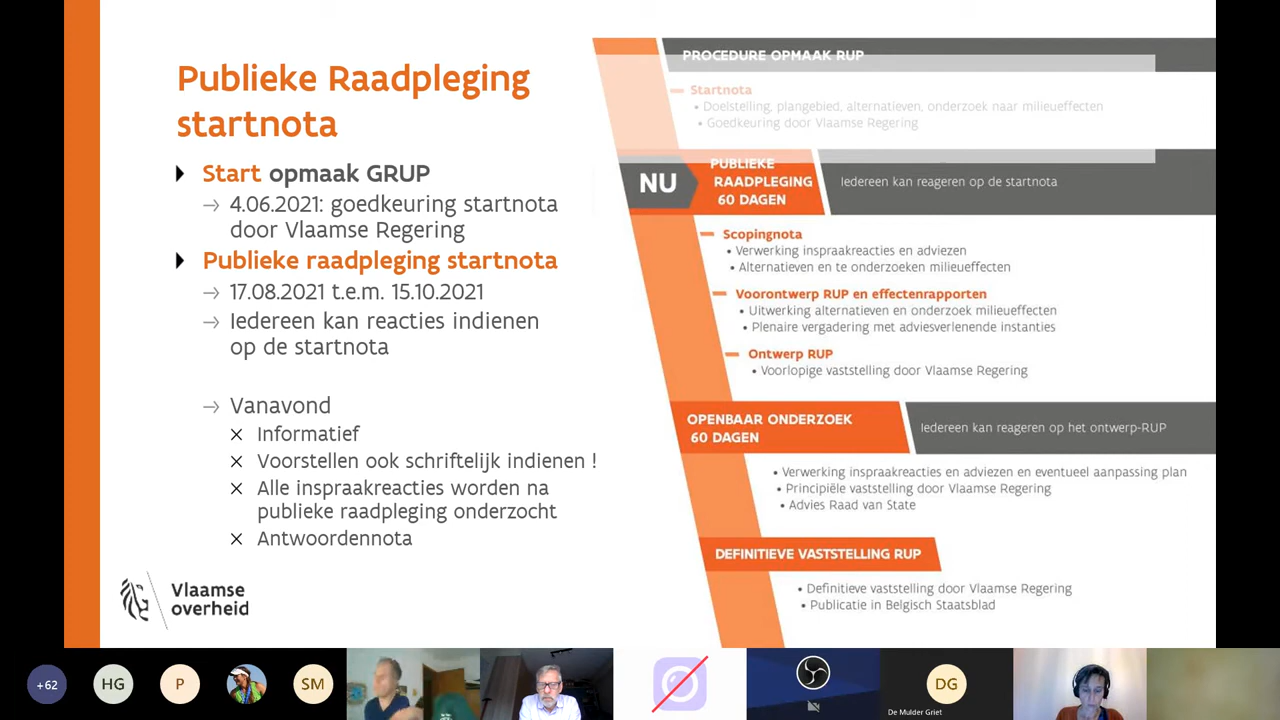 Publieke Raadpleging
startnota
Start opmaak GRUP
→ 4.06.2021: goedkeuring startnota
door Vlaamse Regering
Publieke raadpleging startnota
→ 17.08.2021 t.e.m. 15.10.2021
→ Iedereen kan reacties indienen
op de startnota
→ Vanavond
× Informatief
× Voorstellen ook schriftelijk indienen !
× Alle inspraakreacties worden na
publieke raadpleging onderzocht
× Antwoordennota
Vlaamse
overheid
PROCEDURE OPMAAK RUP
Startnota
• Doelstelling, plangebied, alternatieven, onderzoek naar milieueffecten
• Goedkeuring door Vlaamse Regering
NU
PUBLIEKE
RAADPLEGING
60 DAGEN
Iedereen kan reageren op de startnota
Scopingnota
• Verwerking inspraakreacties en adviezen
• Alternatieven en te onderzoeken milieueffecten
Voorontwerp RUP en effectenrapporten
• Uitwerking alternatieven en onderzoek milieueffecten
• Plenaire vergadering met adviesverlenende instanties
Ontwerp RUP
• Voorlopige vaststelling door Vlaamse Regering
OPENBAAR ONDERZOEK
60 DAGEN
Iedereen kan reageren op het ontwerp-RUP
• Verwerking inspraakreacties en adviezen en eventueel aanpassing plan
• Principiële vaststelling door Vlaamse Regering
• Advies Raad van State
DEFINITIEVE VASTSTELLING RUP
• Definitieve vaststelling door Vlaamse Regering
• Publicatie in Belgisch Staatsblad
+62
HG
P
SM
DG
De Mulder Griet